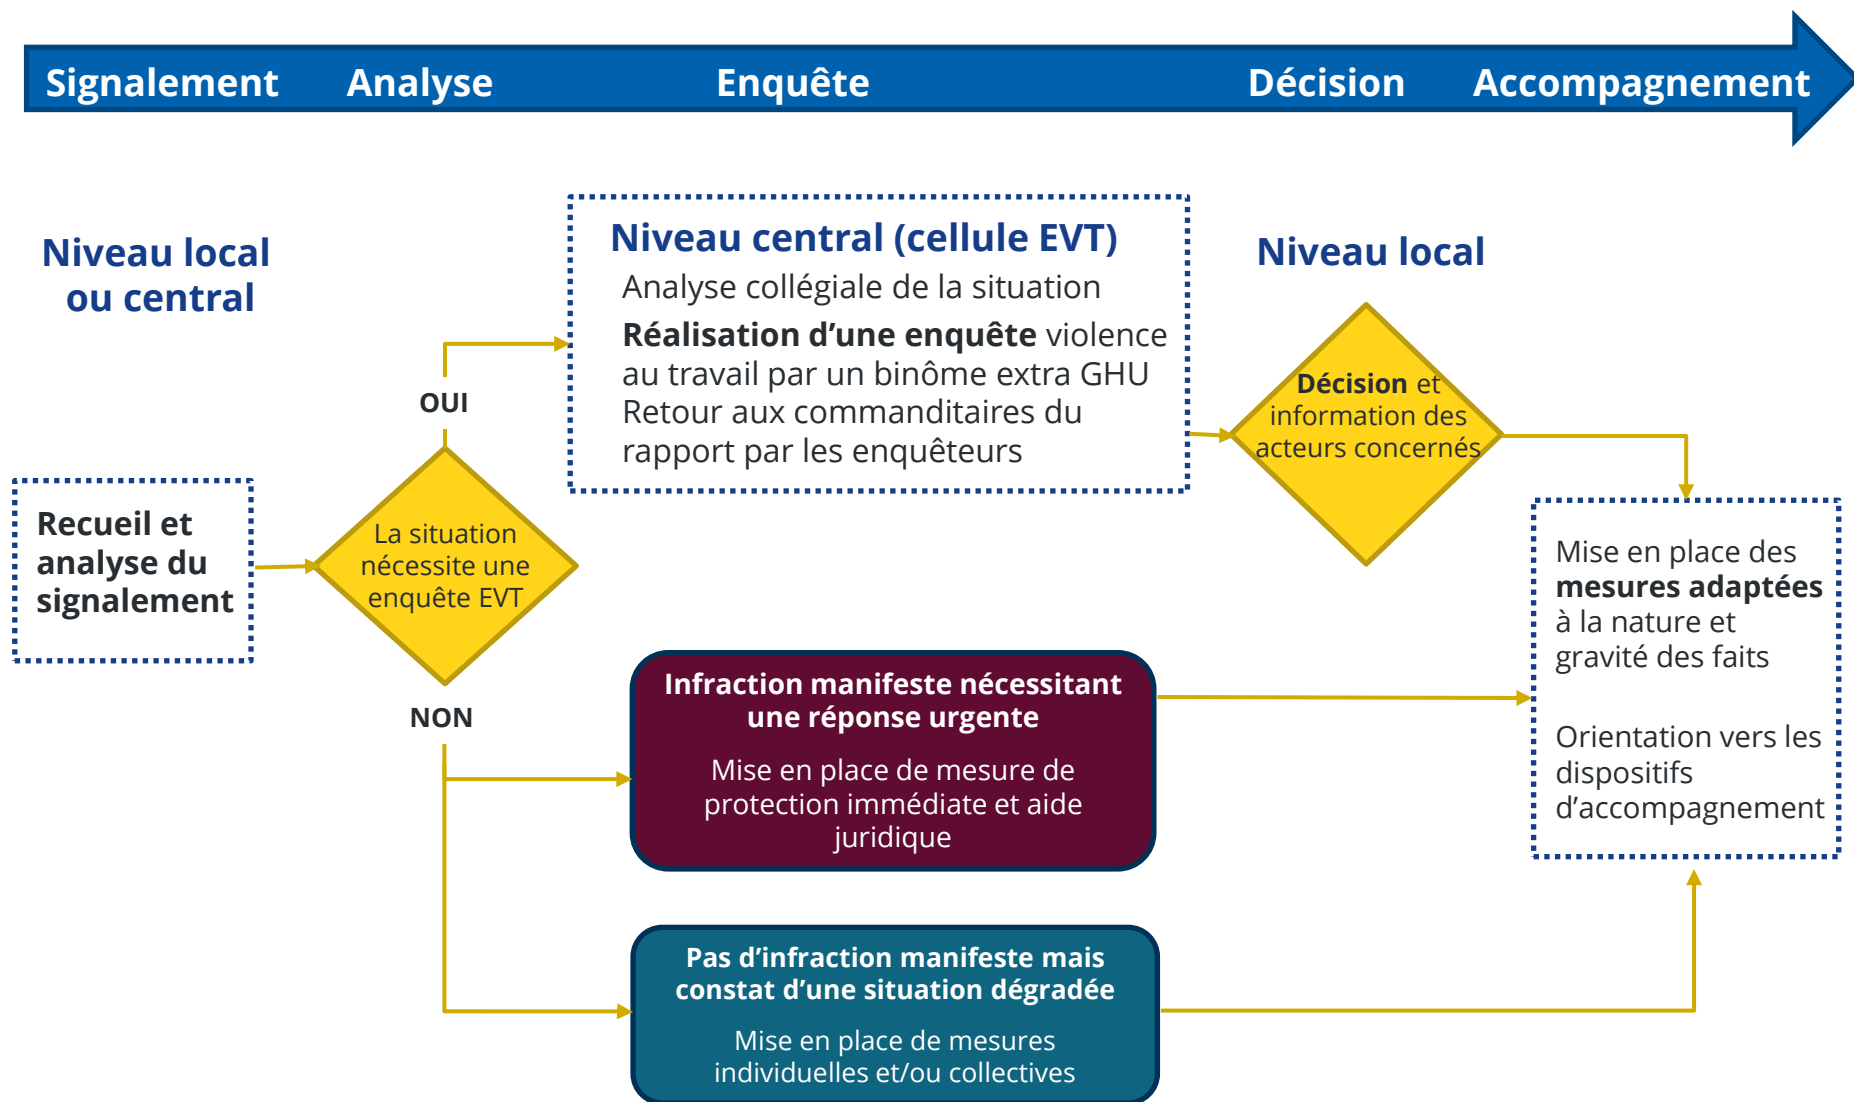 Signalement
Analyse
Enquête
Décision
Accompagnement
Niveau local
ou central
Recueil et
analyse du
signalement
La situation
nécessite une
enquête EVT
OUI
NON
Niveau central (cellule EVT)
Analyse collégiale de la situation
Réalisation d’une enquête violence
au travail par un binôme extra GHU
Retour aux commanditaires du
rapport par les enquêteurs
Niveau local
Décision et
information des
acteurs concernés
Infraction manifeste nécessitant
une réponse urgente
Mise en place de mesure de
protection immédiate et aide
juridique
Pas d’infraction manifeste mais
constat d’une situation dégradée
Mise en place de mesures
individuelles et/ou collectives
Mise en place des
mesures adaptées
à la nature et
gravité des faits
Orientation vers les
dispositifs
d’accompagnement